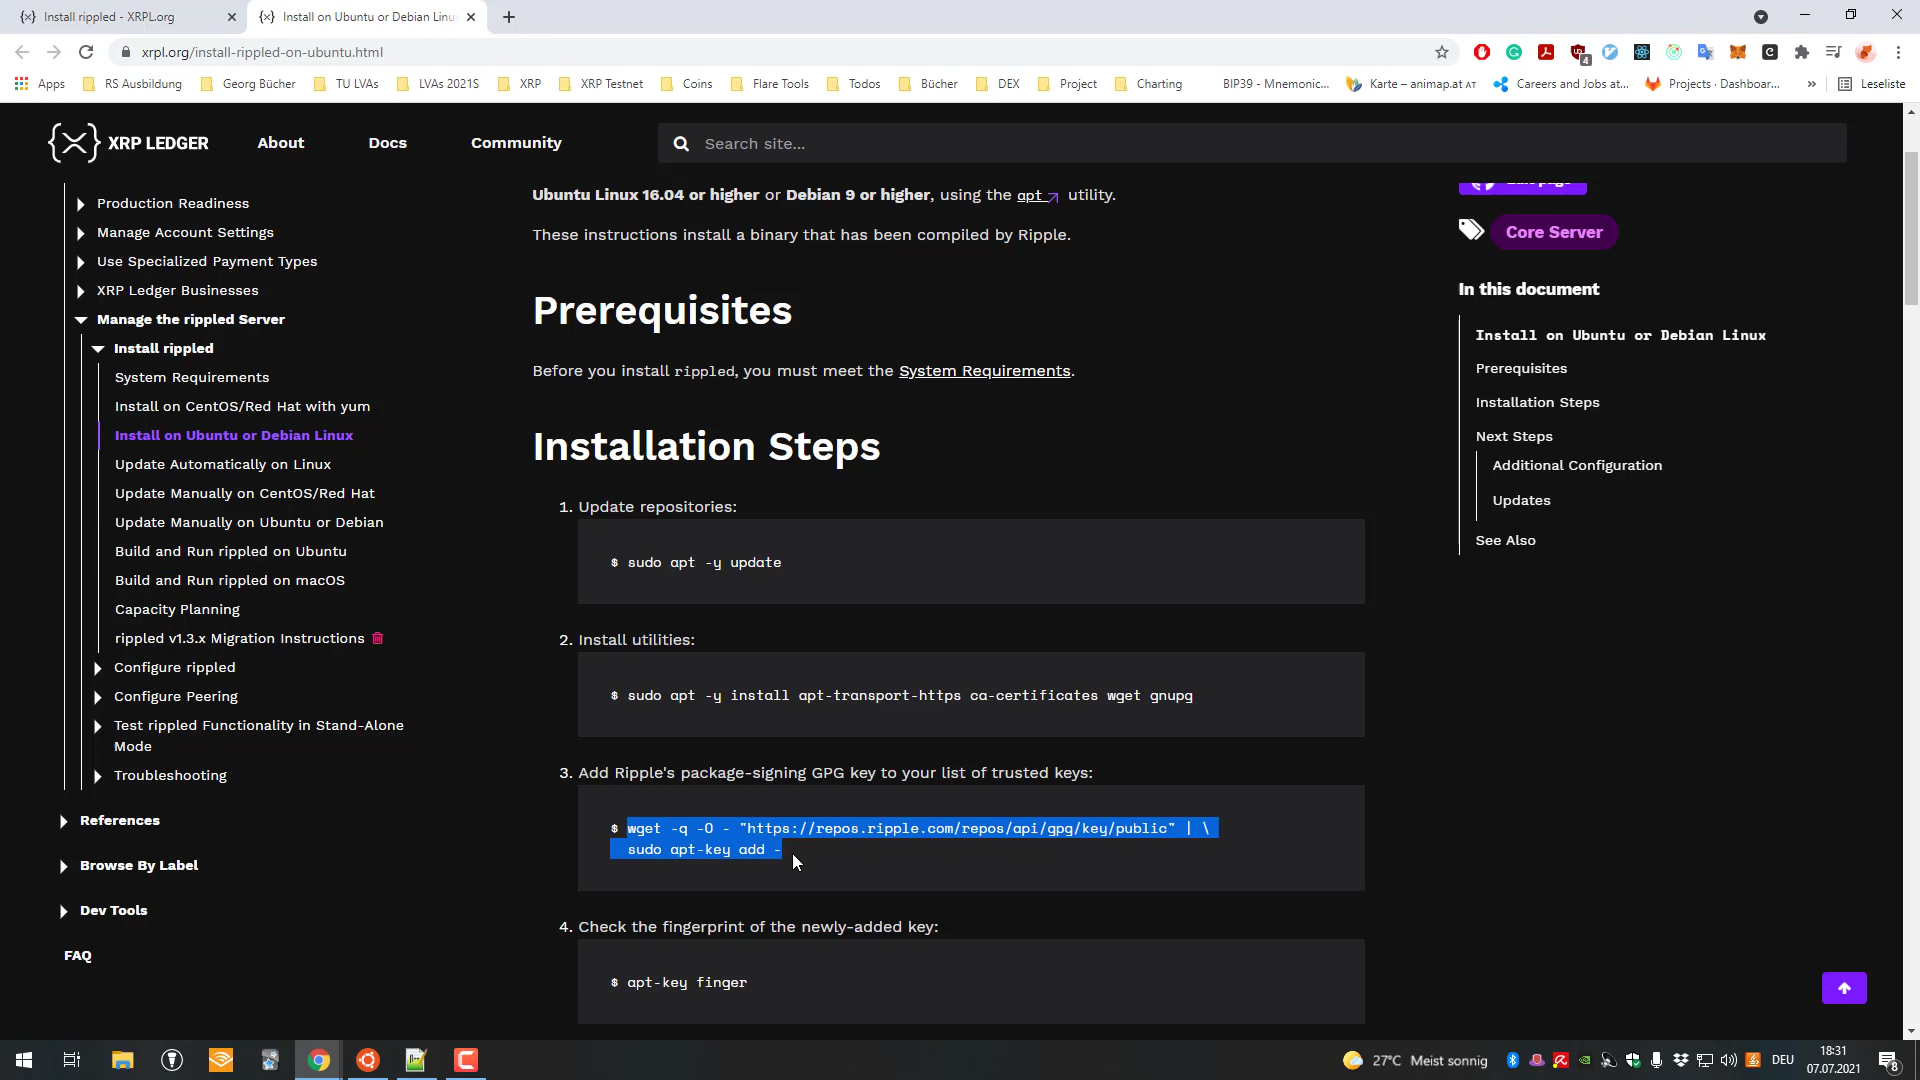 Install rippled - XRPL.org
Install on Ubuntu or Debian Linu
xrpl.org/install-rippled-on-ubuntu.html
4
Apps
RS Ausbildung
Georg Bücher
TU LVAs
LVAs 2021S
XRP
XRP Testnet
Coins
Flare Tools
Todos
Bücher
DEX
Project
Charting
BIP39 - Mnemonic...
Karte – animap.at AT
Careers and Jobs at...
Projects · Dashboar...
»
Leseliste
XRP LEDGER
About
Docs
Community
Search site...
Production Readiness
Manage Account Settings
Use Specialized Payment Types
XRP Ledger Businesses
Manage the rippled Server
Install rippled
System Requirements
Install on CentOS/Red Hat with yum
Install on Ubuntu or Debian Linux
Update Automatically on Linux
Update Manually on CentOS/Red Hat
Update Manually on Ubuntu or Debian
Build and Run rippled on Ubuntu
Build and Run rippled on macOS
Capacity Planning
rippled v1.3.x Migration Instructions
Configure rippled
Configure Peering
Test rippled Functionality in Stand-Alone
Mode
Troubleshooting
References
Browse By Label
Dev Tools
FAQ
Ubuntu Linux 16.04 or higher or Debian 9 or higher, using the apt utility.
These instructions install a binary that has been compiled by Ripple.
Prerequisites
Before you install rippled, you must meet the System Requirements.
Installation Steps
1. Update repositories:
$ sudo apt -y update
2. Install utilities:
$ sudo apt -y install apt-transport-https ca-certificates wget gnupg
3. Add Ripple's package-signing GPG key to your list of trusted keys:
$ wget -q -O - "https://repos.ripple.com/repos/api/gpg/key/public" | \
sudo apt-key add -
4. Check the fingerprint of the newly-added key:
$ apt-key finger
Core Server
In this document
Install on Ubuntu or Debian Linux
Prerequisites
Installation Steps
Next Steps
Additional Configuration
Updates
See Also
27°C Meist sonnig
DEU
18:31
07.07.2021
8